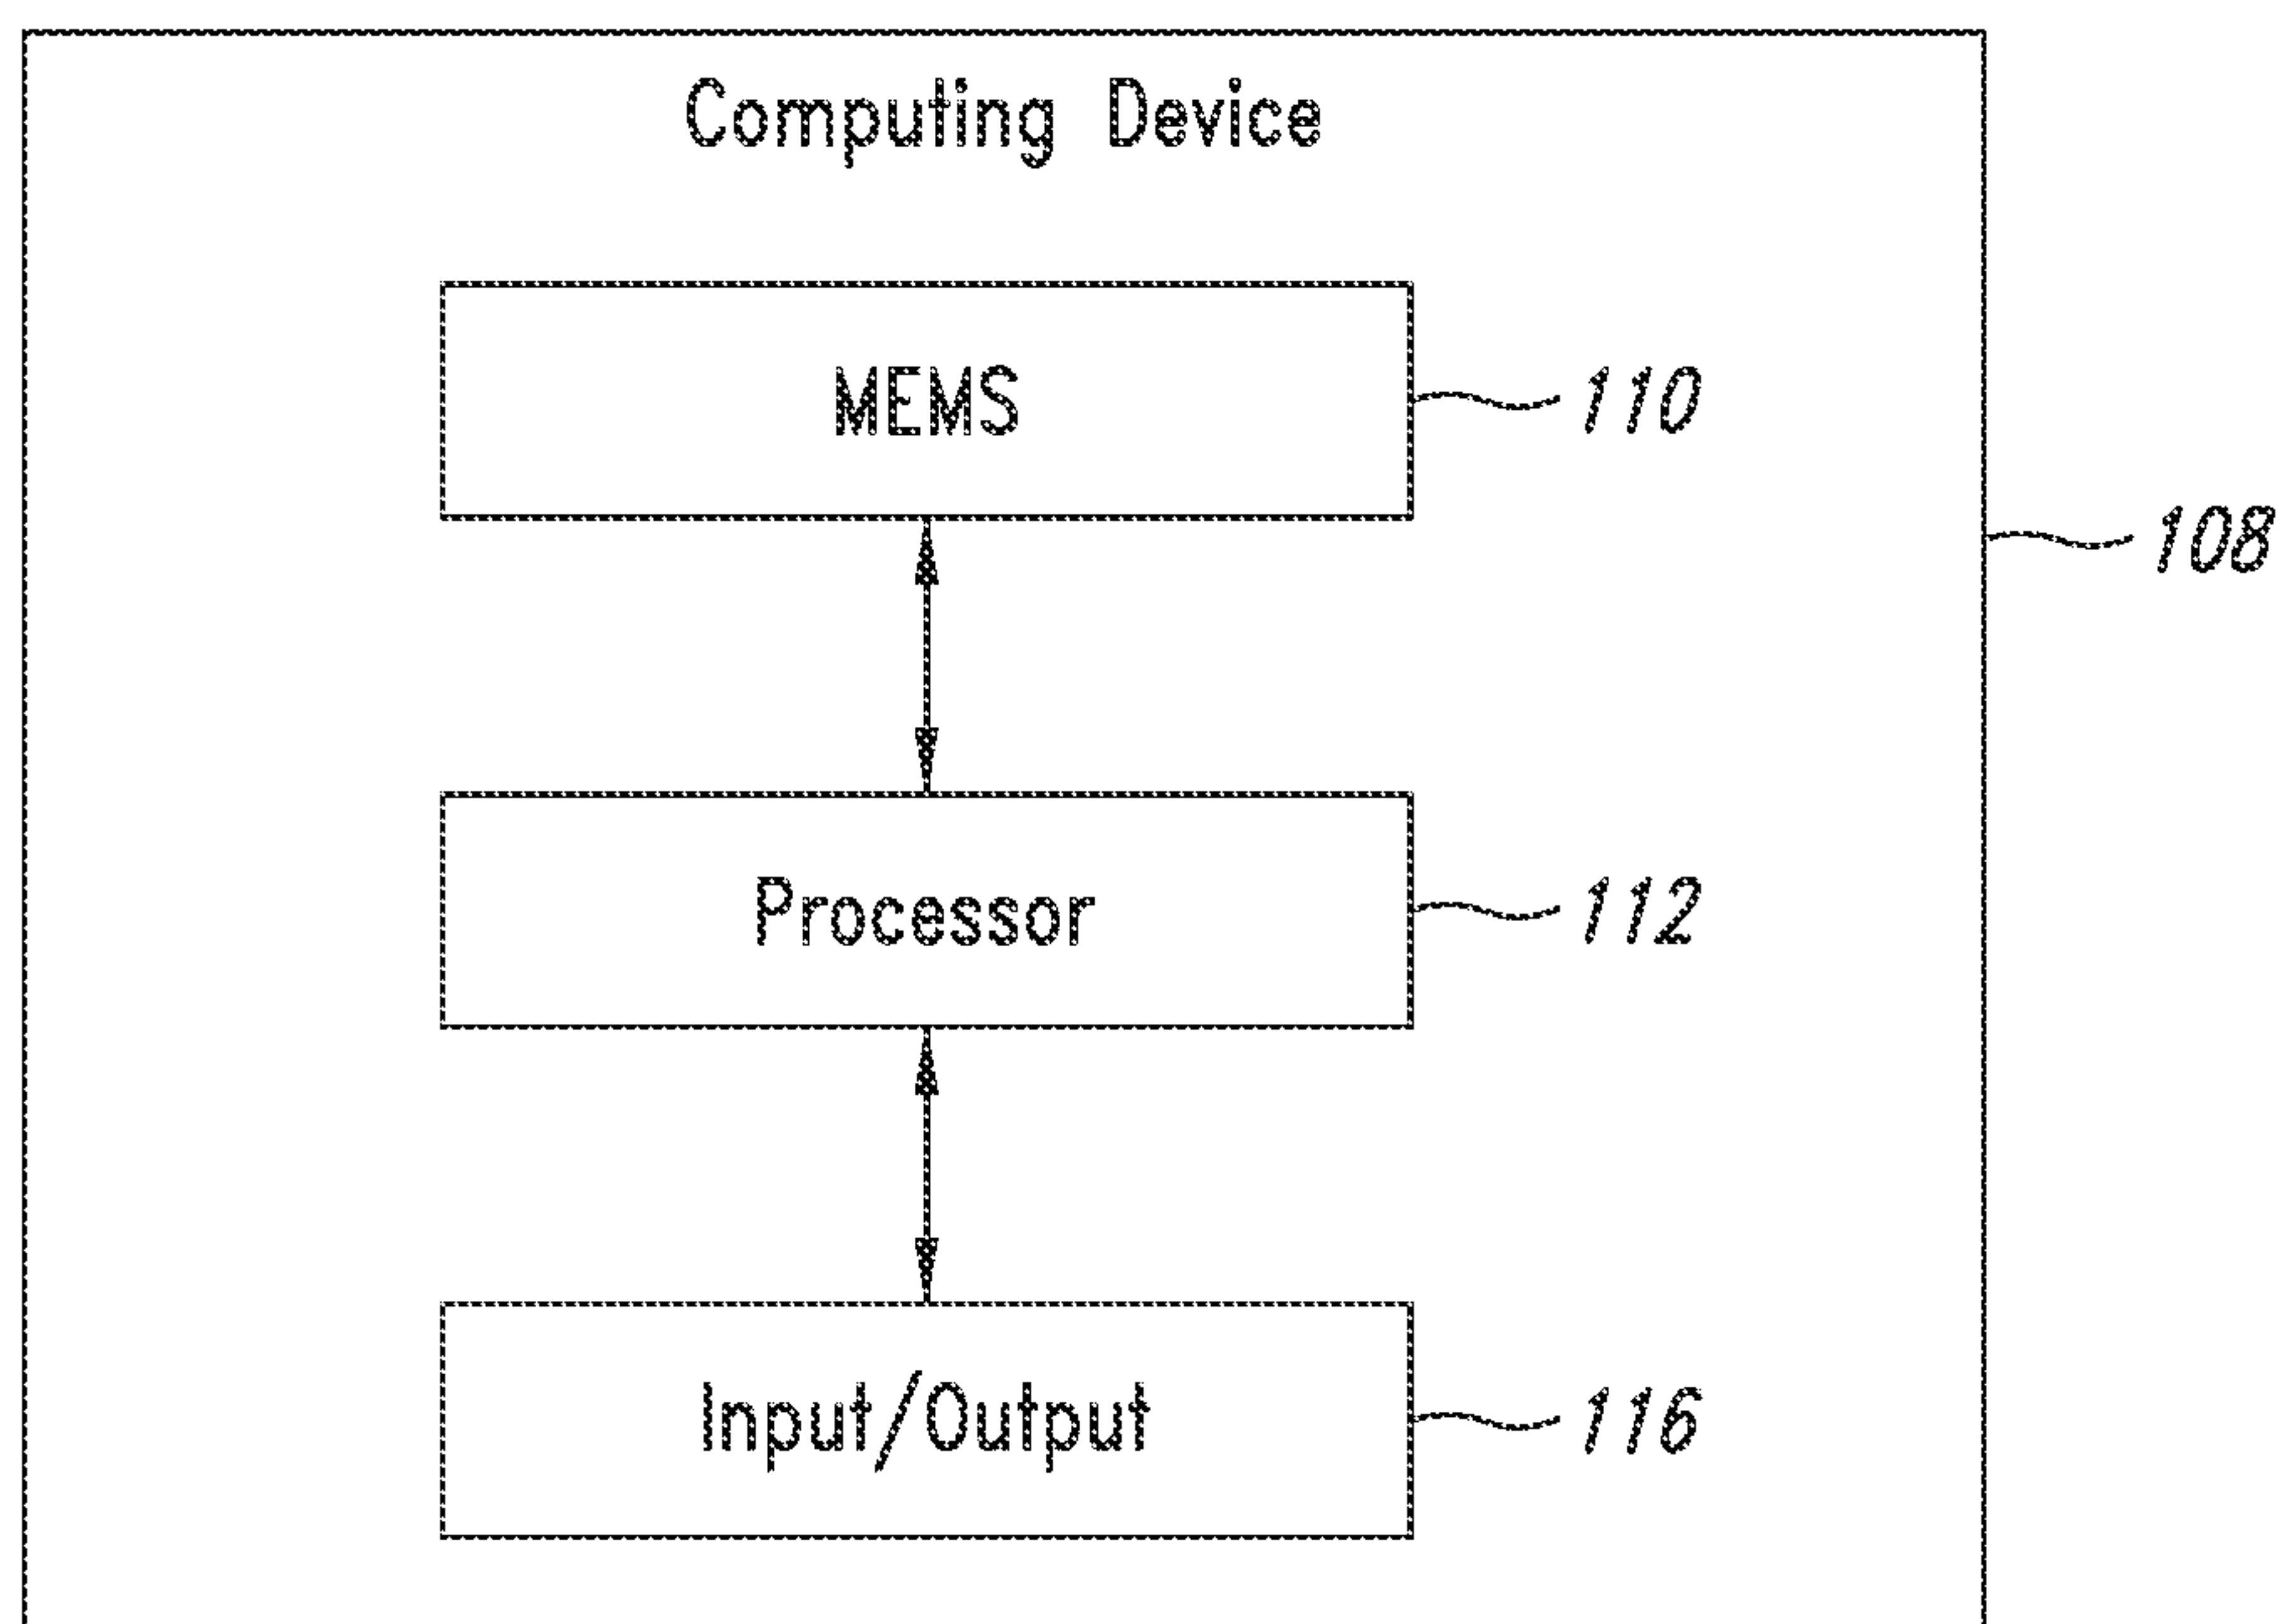 Computing Device
MEMS
110
108
Processor
112
Input/Output
116